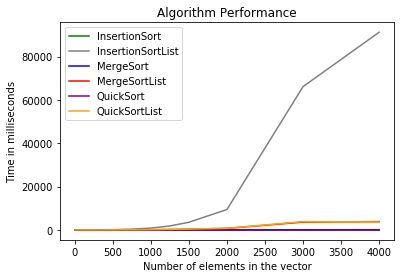 Algorithm Performance
InsertionSort
InsertionSortList
MergeSort
MergeSortList
QuickSort
QuickSortList
Time in milliseconds
80000
60000
40000
20000
0
0 500 1000 1500 2000 2500 3000 3500 4000
Number of elements in the vector